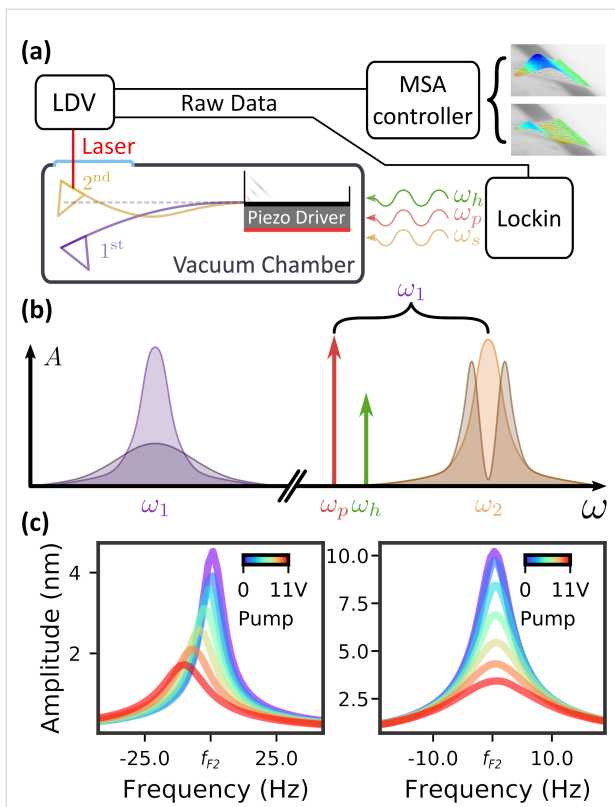 (a)
LDV
Raw Data
MSA
controller
Laser
2nd
1st
Piezo Driver
Vacuum Chamber
ωh
ωp
ωs
Lockin
(b)
A
ω1
ω1
ωp
ωh
ω2
ω
(c)
Amplitude (nm)
4
2
0 11V
Pump
-25.0 fF2 25.0
Frequency (Hz)
10.0
7.5
5.0
2.5
0 11V
Pump
-10.0 fF2 10.0
Frequency (Hz)